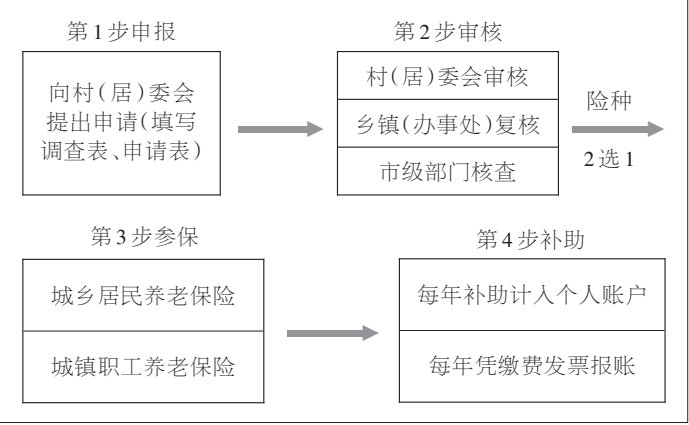 第1步申报
向村(居)委会
提出申请(填写
调查表、申请表)
第2步审核
村(居)委会审核
乡镇(办事处)复核
市级部门核查
险种
2选1
第3步参保
城乡居民养老保险
城镇职工养老保险
第4步补助
每年补助计入个人账户
每年凭缴费发票报账